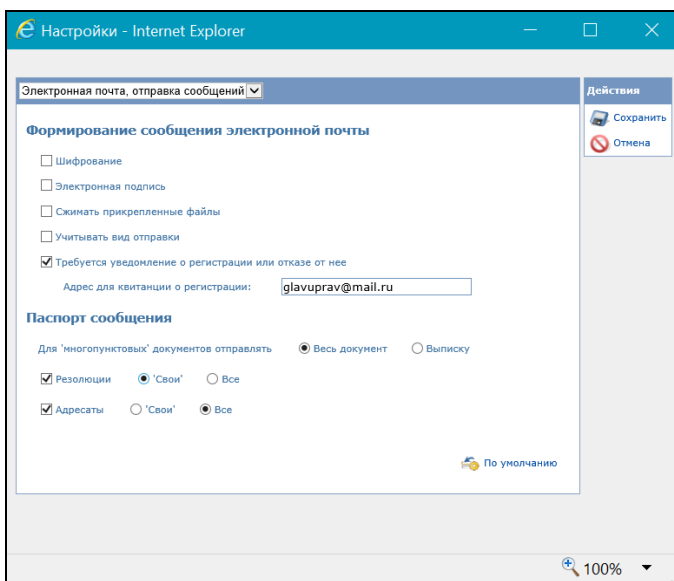 Настройки - Internet Explorer
Электронная почта, отправка сообщений
Действия
Сохранить
Отмена
Формирование сообщения электронной почты
Шифрование
Электронная подпись
Сжимать прикрепленные файлы
Учитывать вид отправки
Требуется уведомление о регистрации или отказе от нее
Адрес для квитанции о регистрации: glavuprav@mail.ru
Паспорт сообщения
Для 'многопунктовых' документов отправлять Весь документ Выписку
Резолюции 'Свои' Все
Адресаты 'Свои' Все
По умолчанию
100%